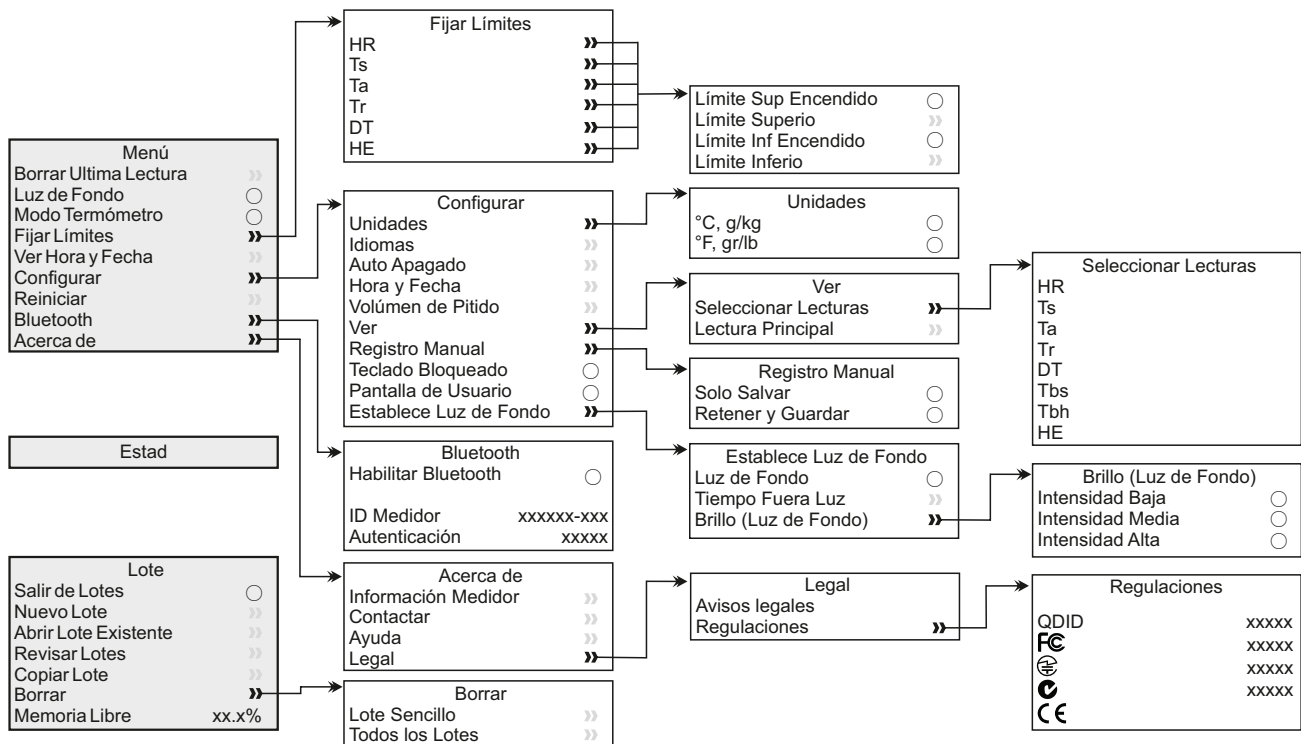 Menú
Borrar Ultima Lectura »
Luz de Fondo
Modo Termómetro
Fijar Límites »
Ver Hora y Fecha »
Configurar »
Reiniciar »
Bluetooth »
Acerca de »
Estad
Lote
Salir de Lotes
Nuevo Lote »
Abrir Lote Existente »
Revisar Lotes »
Copiar Lote »
Borrar »
Memoria Libre xx.x%
Fijar Límites
HR »
Ts »
Ta »
Tr »
DT »
HE »
Configurar
Unidades »
Idiomas »
Auto Apagado »
Hora y Fecha »
Volúmen de Pitido »
Ver »
Registro Manual »
Teclado Bloqueado
Pantalla de Usuario
Establece Luz de Fondo »
Bluetooth
Habilitar Bluetooth
ID Medidor xxxxxx-xxx
Autenticación xxxxx
Acerca de
Información Medidor »
Contactar »
Ayuda »
Legal »
Borrar
Lote Sencillo »
Todos los Lotes »
Límite Sup Encendido
Límite Superio »
Límite Inf Encendido
Límite Inferio »
Unidades
°C, g/kg
°F, gr/lb
Ver
Seleccionar Lecturas »
Lectura Principal »
Registro Manual
Solo Salvar
Retener y Guardar
Establece Luz de Fondo
Luz de Fondo
Tiempo Fuera Luz »
Brillo (Luz de Fondo) »
Legal
Avisos legales
Regulaciones »
Seleccionar Lecturas
HR
Ts
Ta
Tr
DT
Tbs
Tbh
HE
Brillo (Luz de Fondo)
Intensidad Baja
Intensidad Media
Intensidad Alta
Regulaciones
QDID xxxxx
FC xxxxx
xxxxx
xxxxx
CE